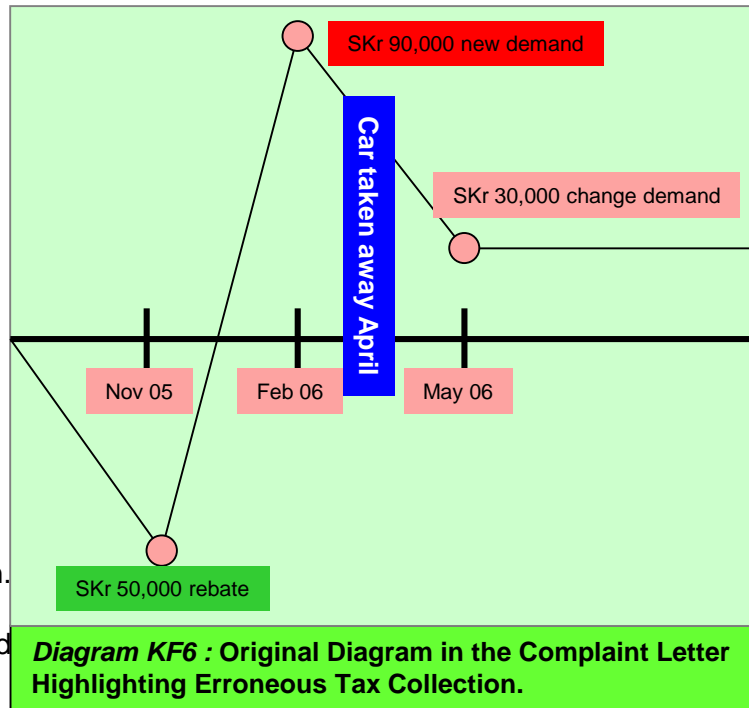 SKr 90,000 new demand
Car taken away April
SKr 30,000 change demand
Nov 05
Feb 06
May 06
SKr 50,000 rebate
Diagram KF6 : Original Diagram in the Complaint Letter
Highlighting Erroneous Tax Collection.